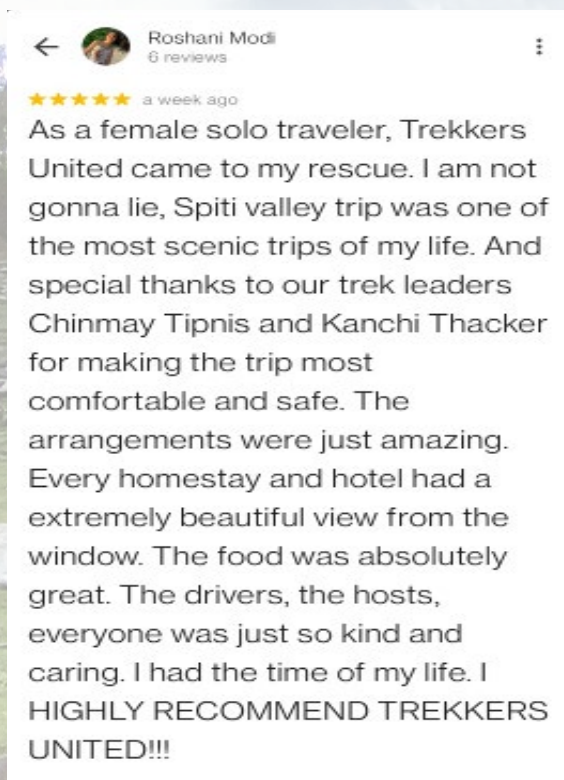 Roshani Modi
6 reviews
a week ago
As a female solo traveler, Trekkers
United came to my rescue. I am not
gonna lie, Spiti valley trip was one of
the most scenic trips of my life. And
special thanks to our trek leaders
Chinmay Tipnis and Kanchi Thacker
for making the trip most
comfortable and safe. The
arrangements were just amazing.
Every homestay and hotel had a
extremely beautiful view from the
window. The food was absolutely
great. The drivers, the hosts,
everyone was just so kind and
caring. I had the time of my life. I
HIGHLY RECOMMEND TREKKERS
UNITED!!!